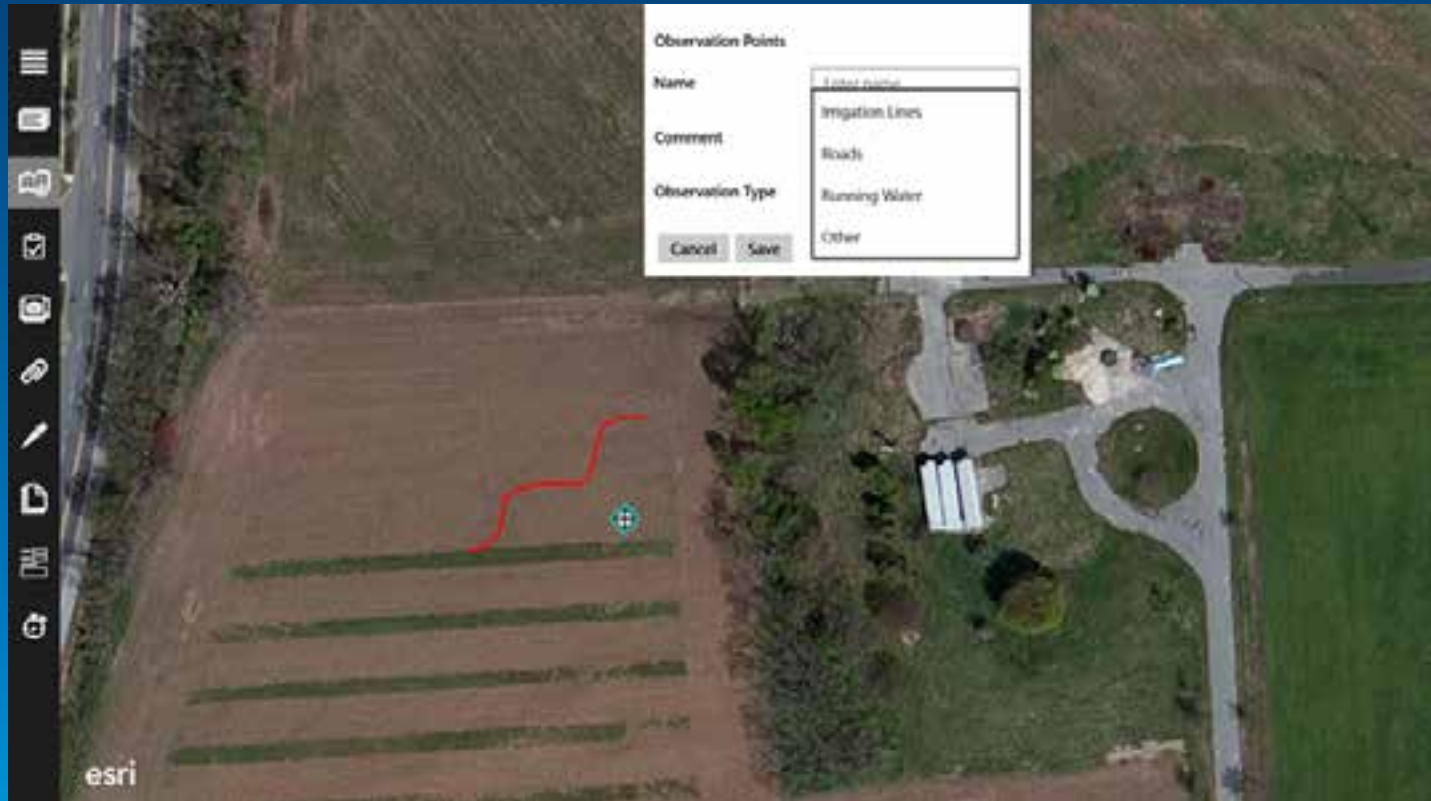 Observation Points
Name
Enter name
Irrigation Lines
Comment
Roads
Observation Type
Running Water
Cancel
Save
Other
esri